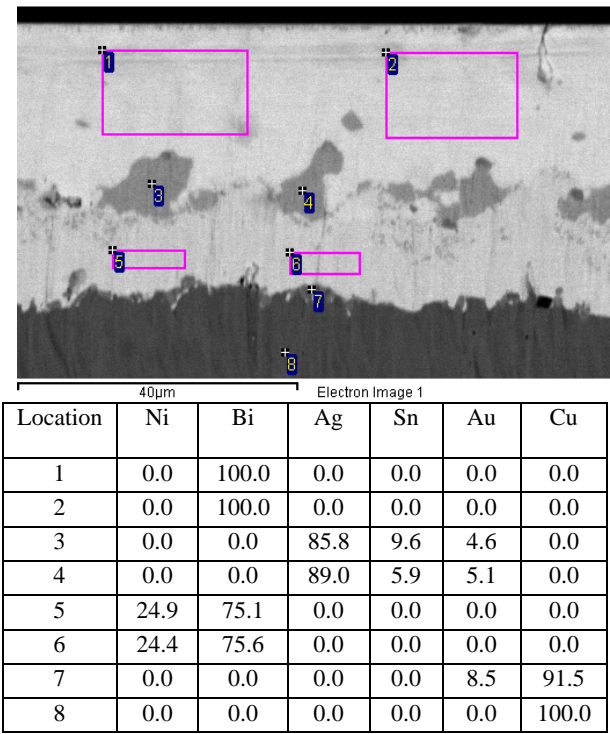 1
2
3
4
5
6
7
8
40µm Electron Image 1
Location Ni Bi Ag Sn Au Cu
1 0.0 100.0 0.0 0.0 0.0 0.0
2 0.0 100.0 0.0 0.0 0.0 0.0
3 0.0 0.0 85.8 9.6 4.6 0.0
4 0.0 0.0 89.0 5.9 5.1 0.0
5 24.9 75.1 0.0 0.0 0.0 0.0
6 24.4 75.6 0.0 0.0 0.0 0.0
7 0.0 0.0 0.0 0.0 8.5 91.5
8 0.0 0.0 0.0 0.0 0.0 100.0